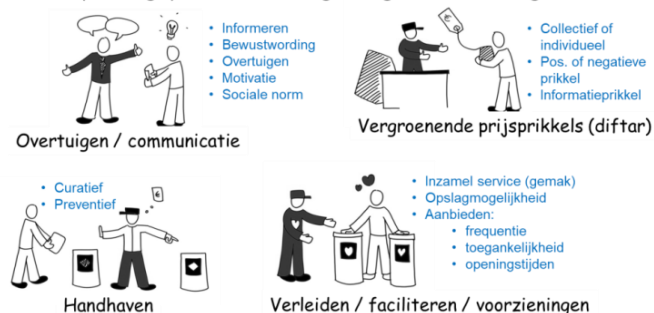 • Informeren
• Bewustwording
• Overtuigen
• Motivatie
• Sociale norm
Overtuigen / communicatie
€
• Collectief of
individueel
• Pos. of negatieve
prikkel
• Informatieprikkel
Vergroenende prijsprikkels (diftar)
• Curatief
• Preventief
€
Handhaven
• Inzamel service (gemak)
• Opslagmogelijkheid
• Aanbieden:
• frequentie
• toegankelijkheid
• openingstijden
Verleiden / faciliteren / voorzieningen